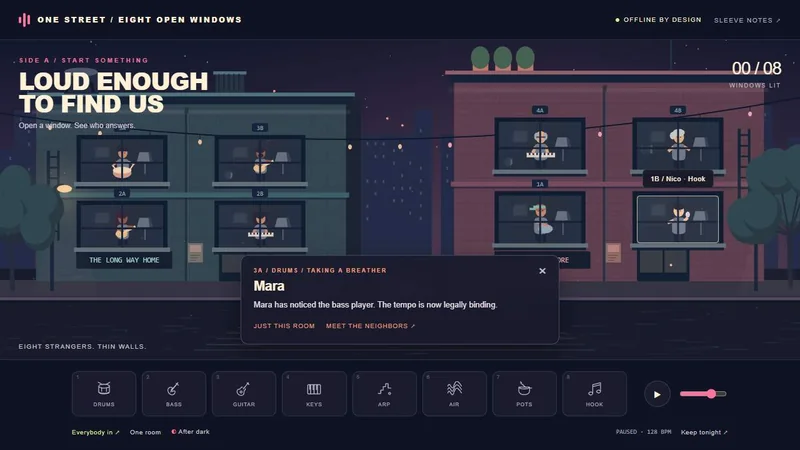 ONE STREET / EIGHT OPEN WINDOWS
OFFLINE BY DESIGN
SLEEVE NOTES ↗
SIDE A / START SOMETHING
LOUD ENOUGH
TO FIND US
Open a window. See who answers.
00 / 08
WINDOWS LIT
3B
4A
4B
2A
2B
1A
1B / Nico · Hook
THE LONG WAY HOME
ORE
3A / DRUMS / TAKING A BREATHER
×
Mara
Mara has noticed the bass player. The tempo is now legally binding.
JUST THIS ROOM
MEET THE NEIGHBORS ↗
EIGHT STRANGERS. THIN WALLS.
1
DRUMS
2
BASS
3
GUITAR
4
KEYS
5
ARP
6
AIR
7
POTS
8
HOOK
Everybody in ↗
One room
After dark
PAUSED · 128 BPM
Keep tonight ↗